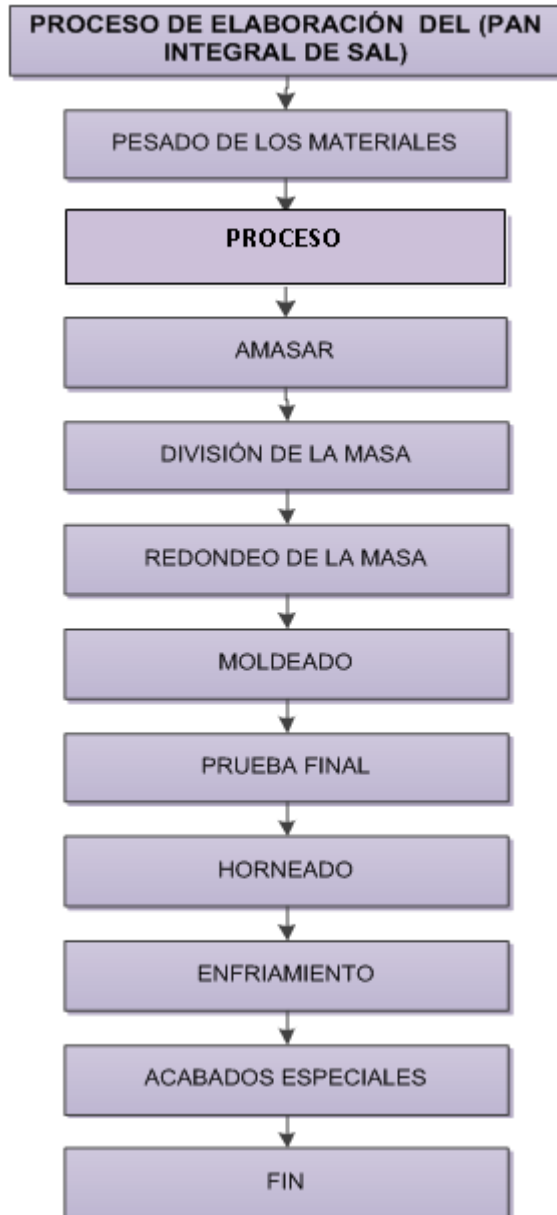 PROCESO DE ELABORACIÓN DEL (PAN
INTEGRAL DE SAL)
PESADO DE LOS MATERIALES
PROCESO
AMASAR
DIVISIÓN DE LA MASA
REDONDEO DE LA MASA
MOLDEADO
PRUEBA FINAL
HORNEADO
ENFRIAMIENTO
ACABADOS ESPECIALES
FIN